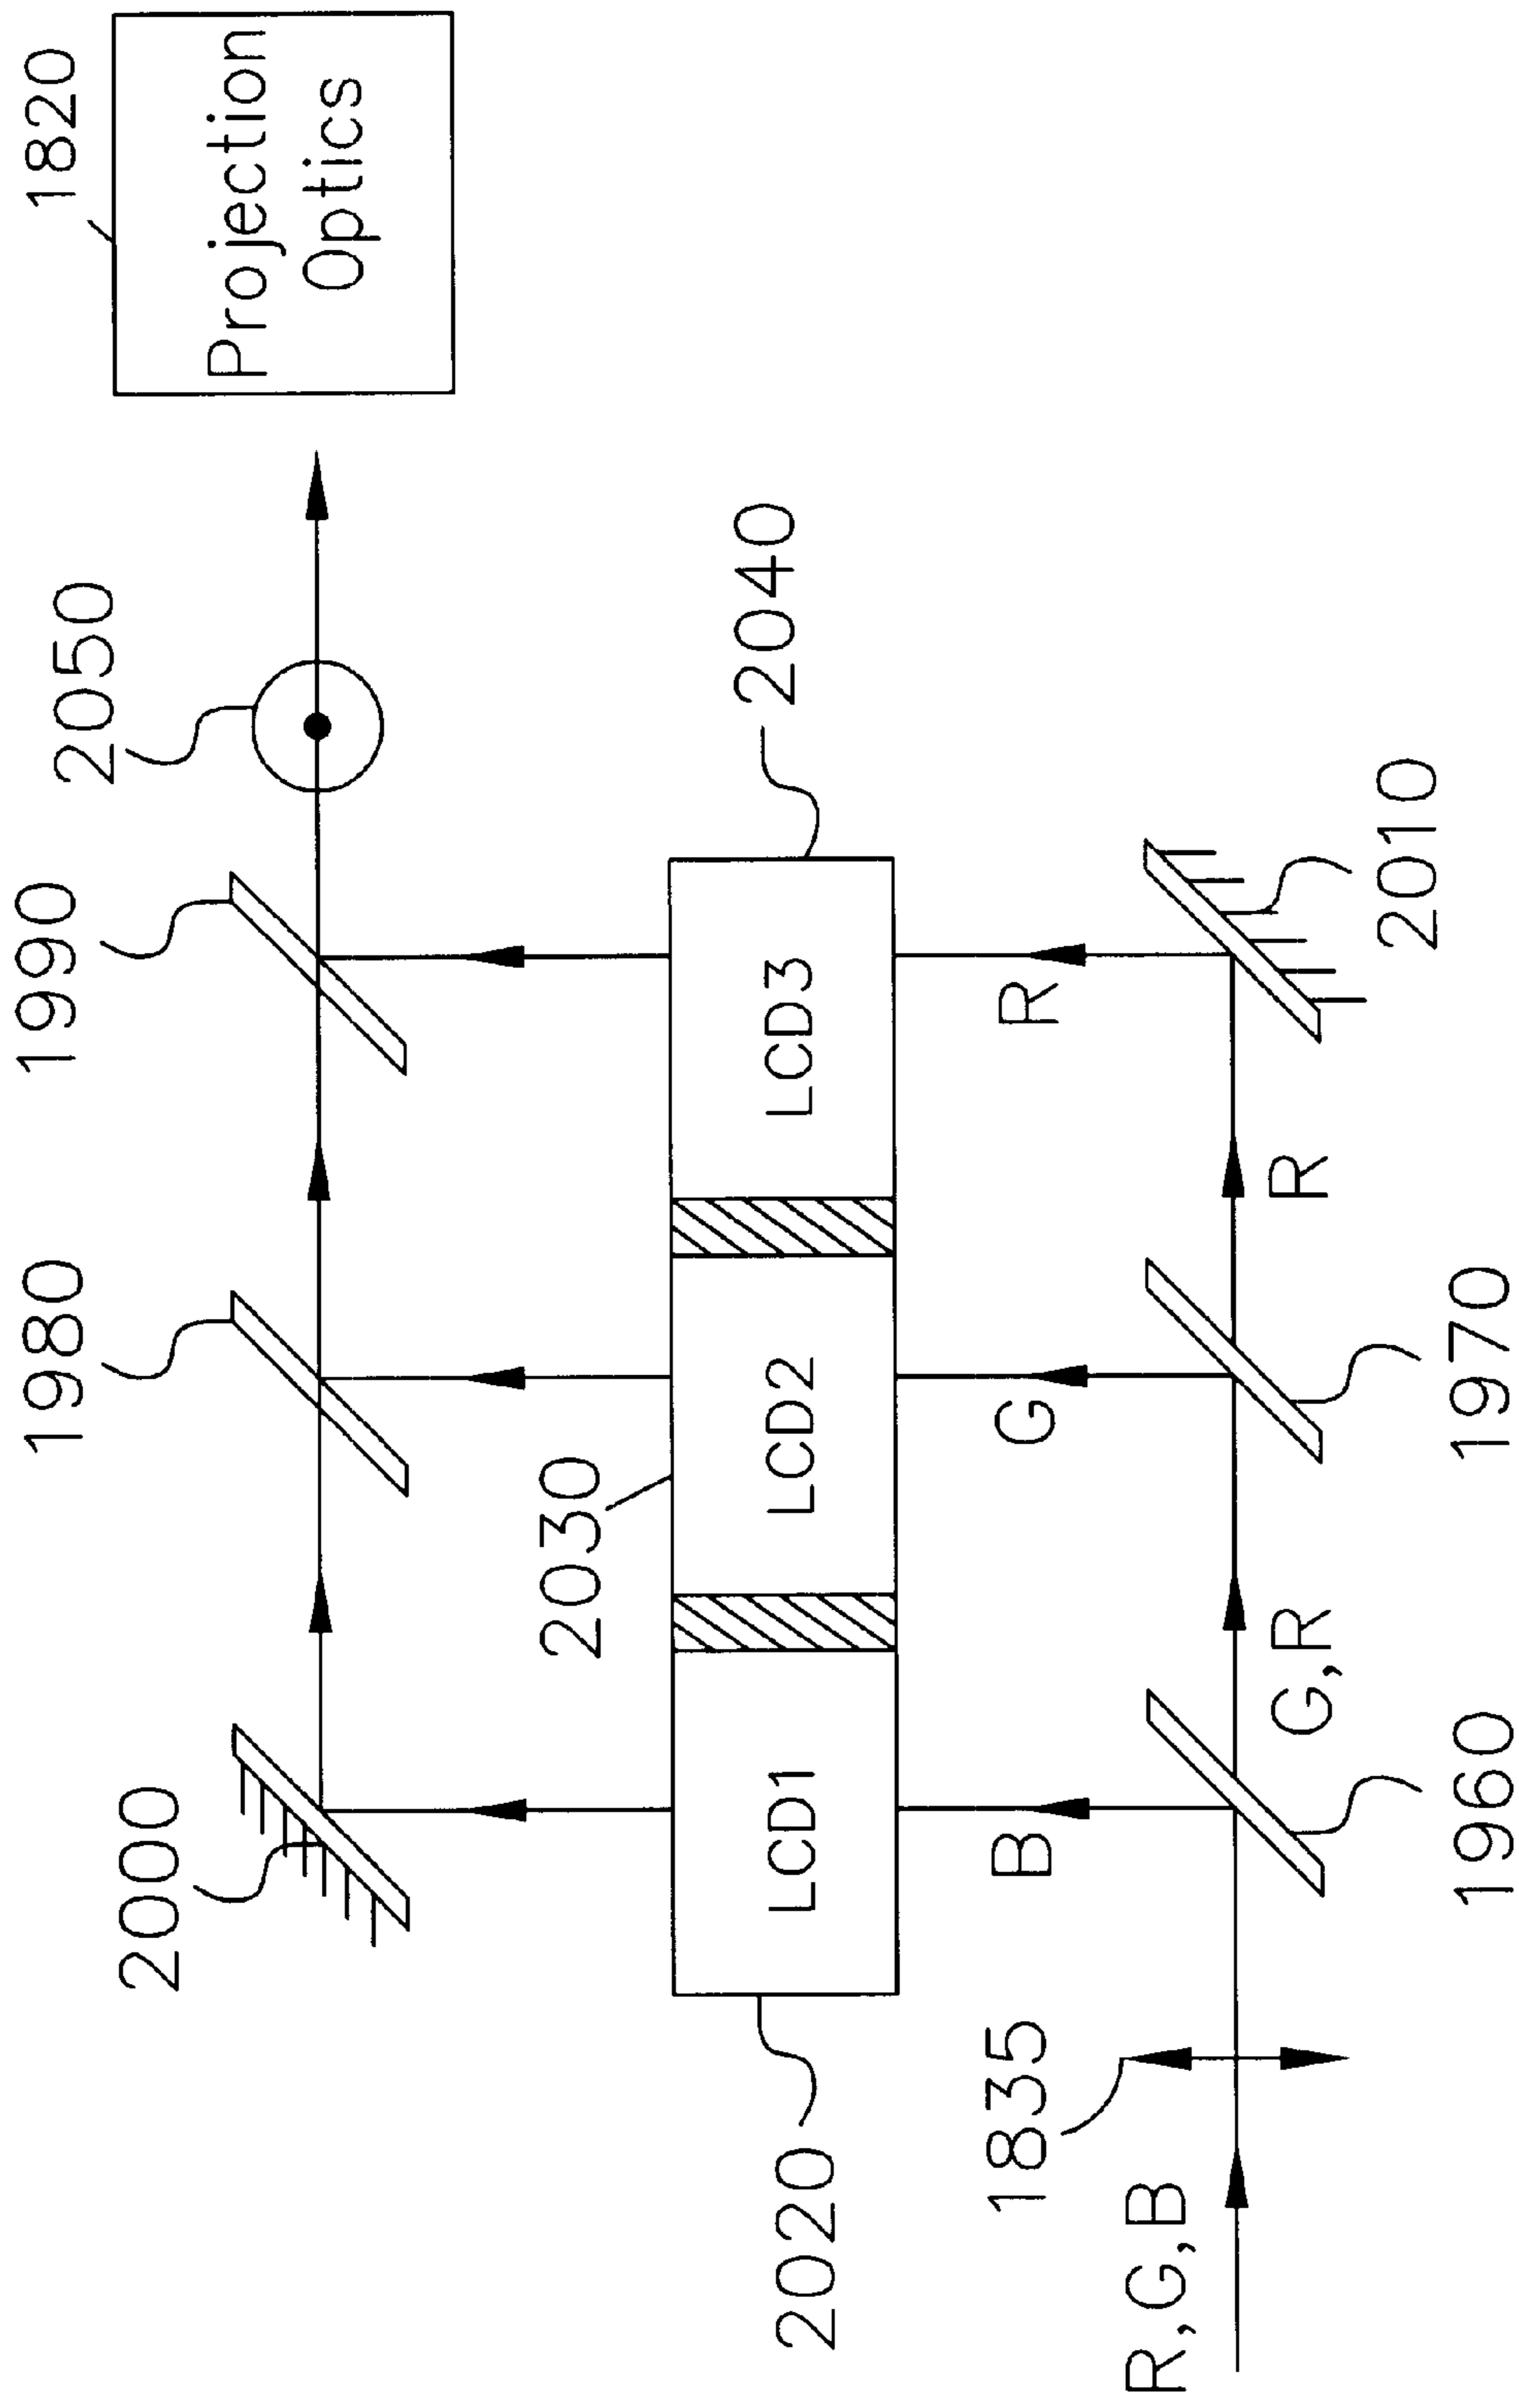 1820
Projection
Optics
2050
1990
1980
2000
2040
2030
LCD1
LCD2
LCD3
2020
B
G
R
1835
2010
R,G,B
G,R
R
1960
1970